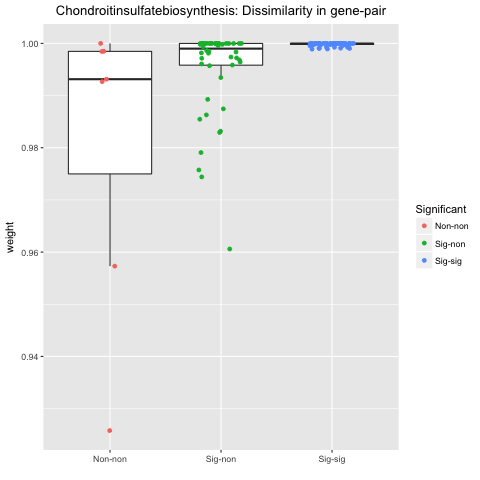 Chondroitinsulfatebiosynthesis: Dissimilarity in gene-pair
1.00
0.98
0.96
0.94
weight
Non-non
Sig-non
Sig-sig
Significant
Non-non
Sig-non
Sig-sig